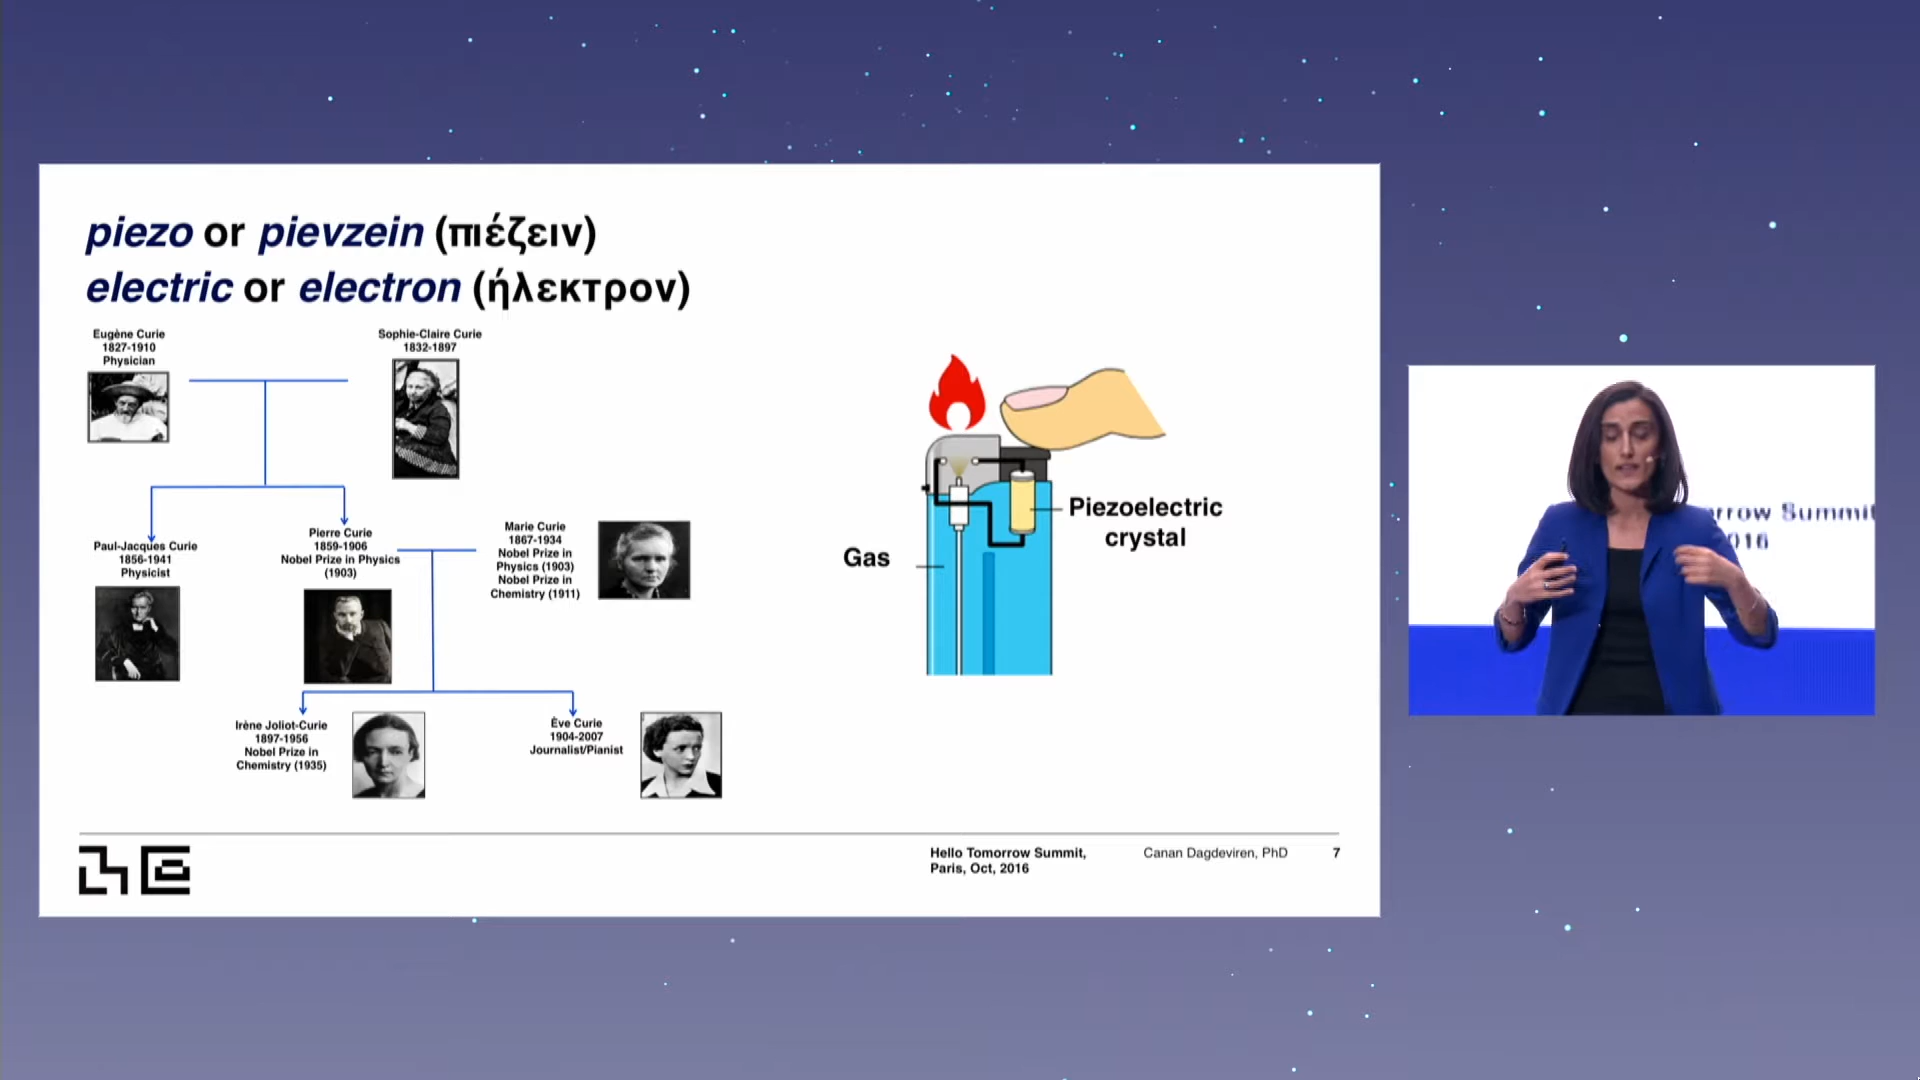 piezo or pievzein (πιέζειν)
electric or electron (ήλεκτρον)
Eugène Curie
1827-1910
Physician
Sophie-Claire Curie
1832-1897
Paul-Jacques Curie
1856-1941
Physicist
Pierre Curie
1859-1906
Nobel Prize in Physics
(1903)
Marie Curie
1867-1934
Nobel Prize in
Physics (1903)
Nobel Prize in
Chemistry (1911)
Irène Joliot-Curie
1897-1956
Nobel Prize in
Chemistry (1935)
Ève Curie
1904-2007
Journalist/Pianist
Gas
Piezoelectric
crystal
Hello Tomorrow Summit,
Paris, Oct, 2016
Canan Dagdeviren, PhD
7
rrow Summit
016